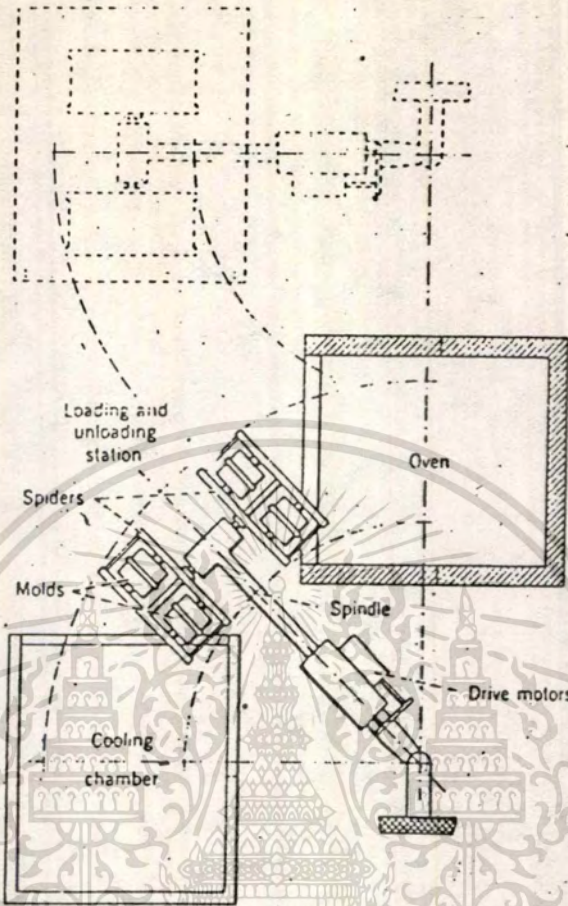 Loading and
unloading
station
Oven
Spiders
Molds
Spindle
Drive motors
Cooling
chamber